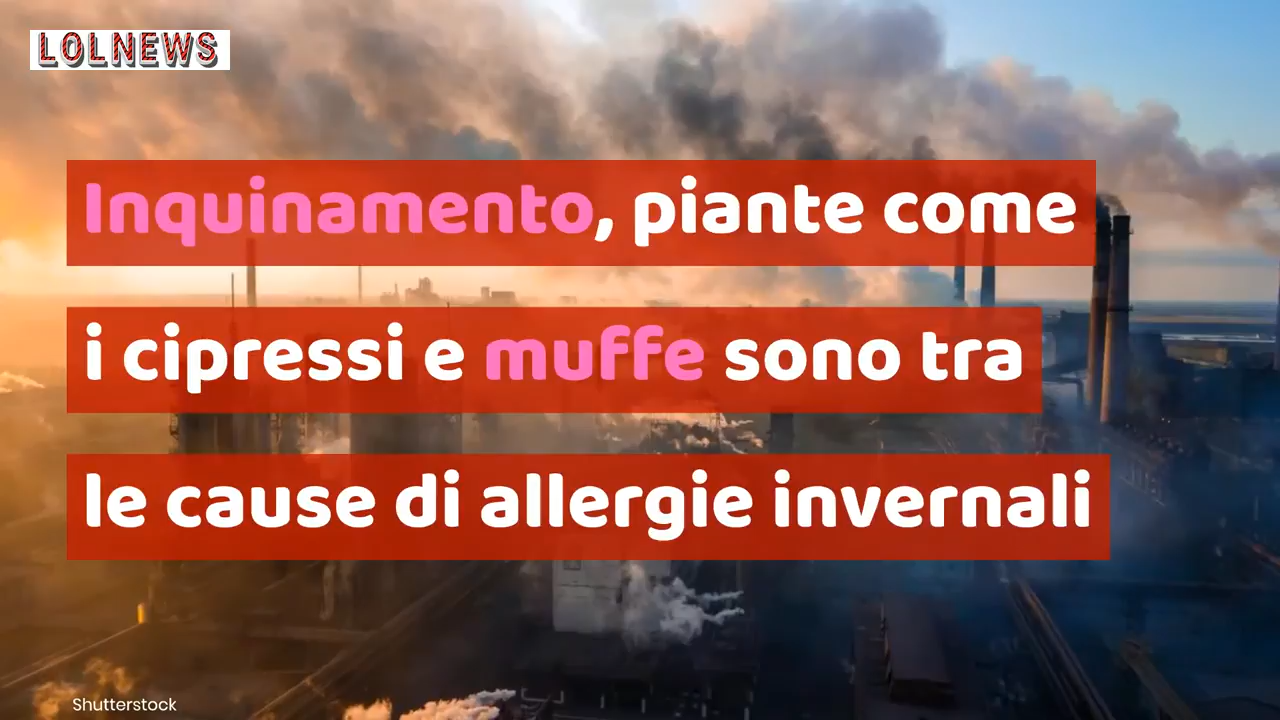 LOLNEWS
Inquinamento, piante come
i cipressi e muffe sono tra
le cause di allergie invernali
Shutterstock